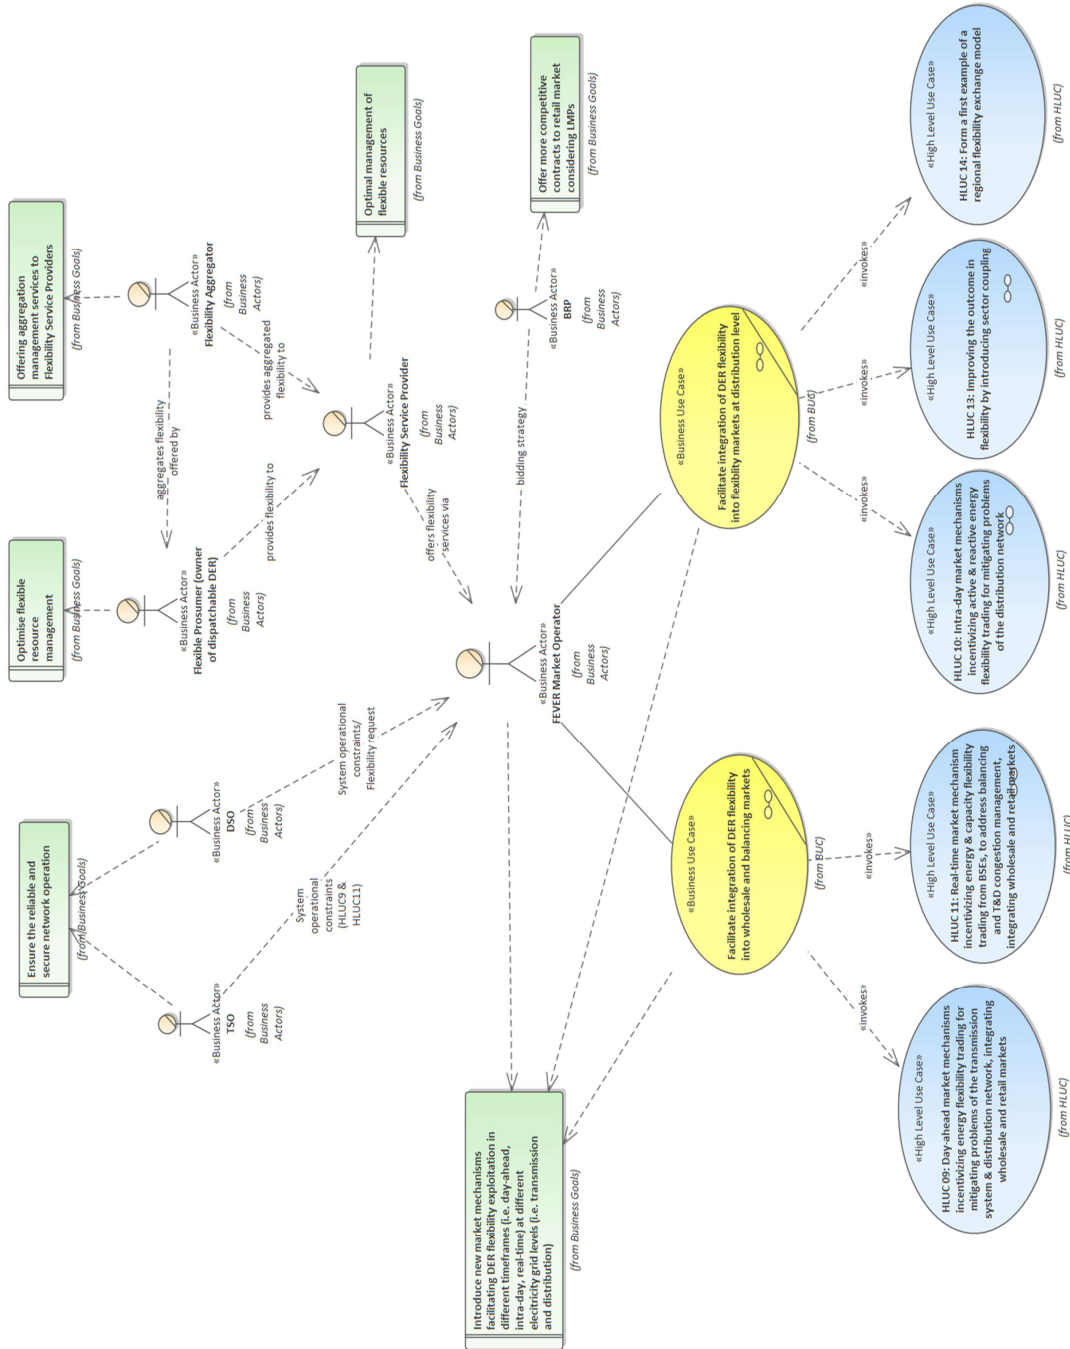 Ensure the reliable and
secure network operation
(from Business Goals)
Optimise flexible
resource
management
(from Business Goals)
Offering aggregation
management services to
Flexibility Service Providers
(from Business Goals)
«Business Actor»
TSO
(from
Business
Actors)
«Business Actor»
DSO
(from
Business
Actors)
«Business Actor»
Flexible Prosumer (owner
of dispatchable DER)
(from
Business
Actors)
aggregates flexibility
offered by
«Business Actor»
Flexibility Aggregator
(from
Business
Actors)
System
operational
constraints
(HLUC9 &
HLUC11)
System operational
constraints/
Flexibility request
provides flexibility to
provides aggregated
flexibility to
«Business Actor»
Flexibility Service Provider
(from
Business
Actors)
Optimal management of
flexible resources
(from Business Goals)
offers flexibility
services via
Introduce new market mechanisms
facilitating DER flexibility exploitation in
different timeframes (i.e. day-ahead,
intra-day, real-time) at different
elecitricity grid levels (i.e. transmission
and distribution)
(from Business Goals)
«Business Actor»
FEVER Market Operator
(from
Business
Actors)
bidding strategy
«Business Actor»
BRP
(from
Business
Actors)
Offer more competitive
contracts to retail market
considering LMPs
(from Business Goals)
«Business Use Case»
Facilitate integration of DER flexibility
into wholesale and balancing markets
(from BUC)
«Business Use Case»
Facilitate integration of DER flexibility
into flexiblity markets at distribution level
(from BUC)
«invokes»
«invokes»
«invokes»
«invokes»
«invokes»
«High Level Use Case»
HLUC 09: Day-ahead market mechanisms
incentivizing energy flexibility trading for
mitigating problems of the transmission
system & distribution network, integrating
wholesale and retail markets
(from HLUC)
«High Level Use Case»
HLUC 11: Real-time market mechanism
incentivizing energy & capacity flexibility
trading from BSEs, to address balancing
and T&D congestion management,
integrating wholesale and retail markets
(from HLUC)
«High Level Use Case»
HLUC 10: Intra-day market mechanisms
incentivizing active & reactive energy
flexibility trading for mitigating problems
of the distribution network
(from HLUC)
«High Level Use Case»
HLUC 13: Improving the outcome in
flexibility by introducing sector coupling
(from HLUC)
«High Level Use Case»
HLUC 14: Form a first example of a
regional flexibility exchange model
(from HLUC)